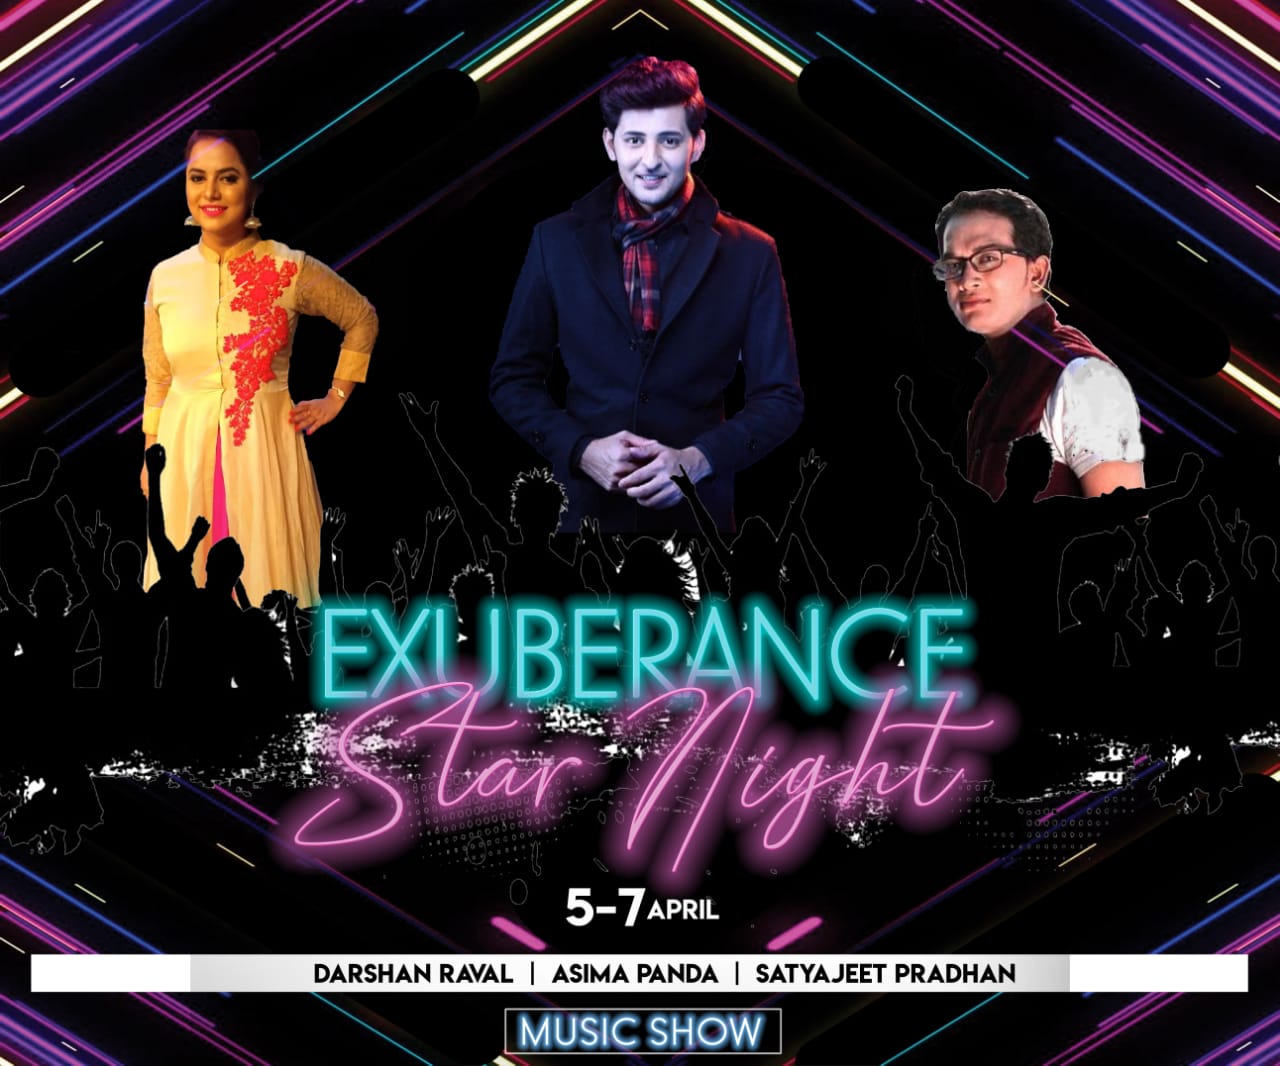 EXUBERANCE
Star Night
5-7 APRIL
DARSHAN RAVAL | ASIMA PANDA | SATYAJEET PRADHAN
MUSIC SHOW